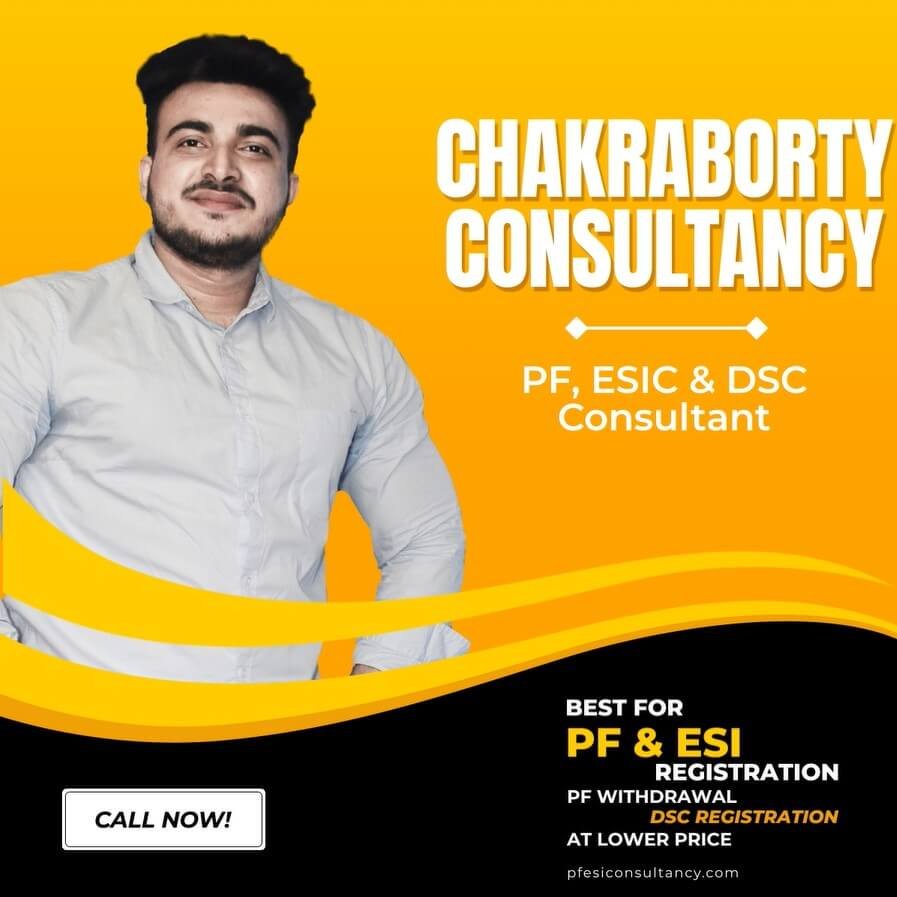 CHAKRABORTY
CONSULTANCY
PF, ESIC & DSC
Consultant
BEST FOR
PF & ESI
REGISTRATION
PF WITHDRAWAL
DSC REGISTRATION
AT LOWER PRICE
pfesiconsultancy.com
CALL NOW!